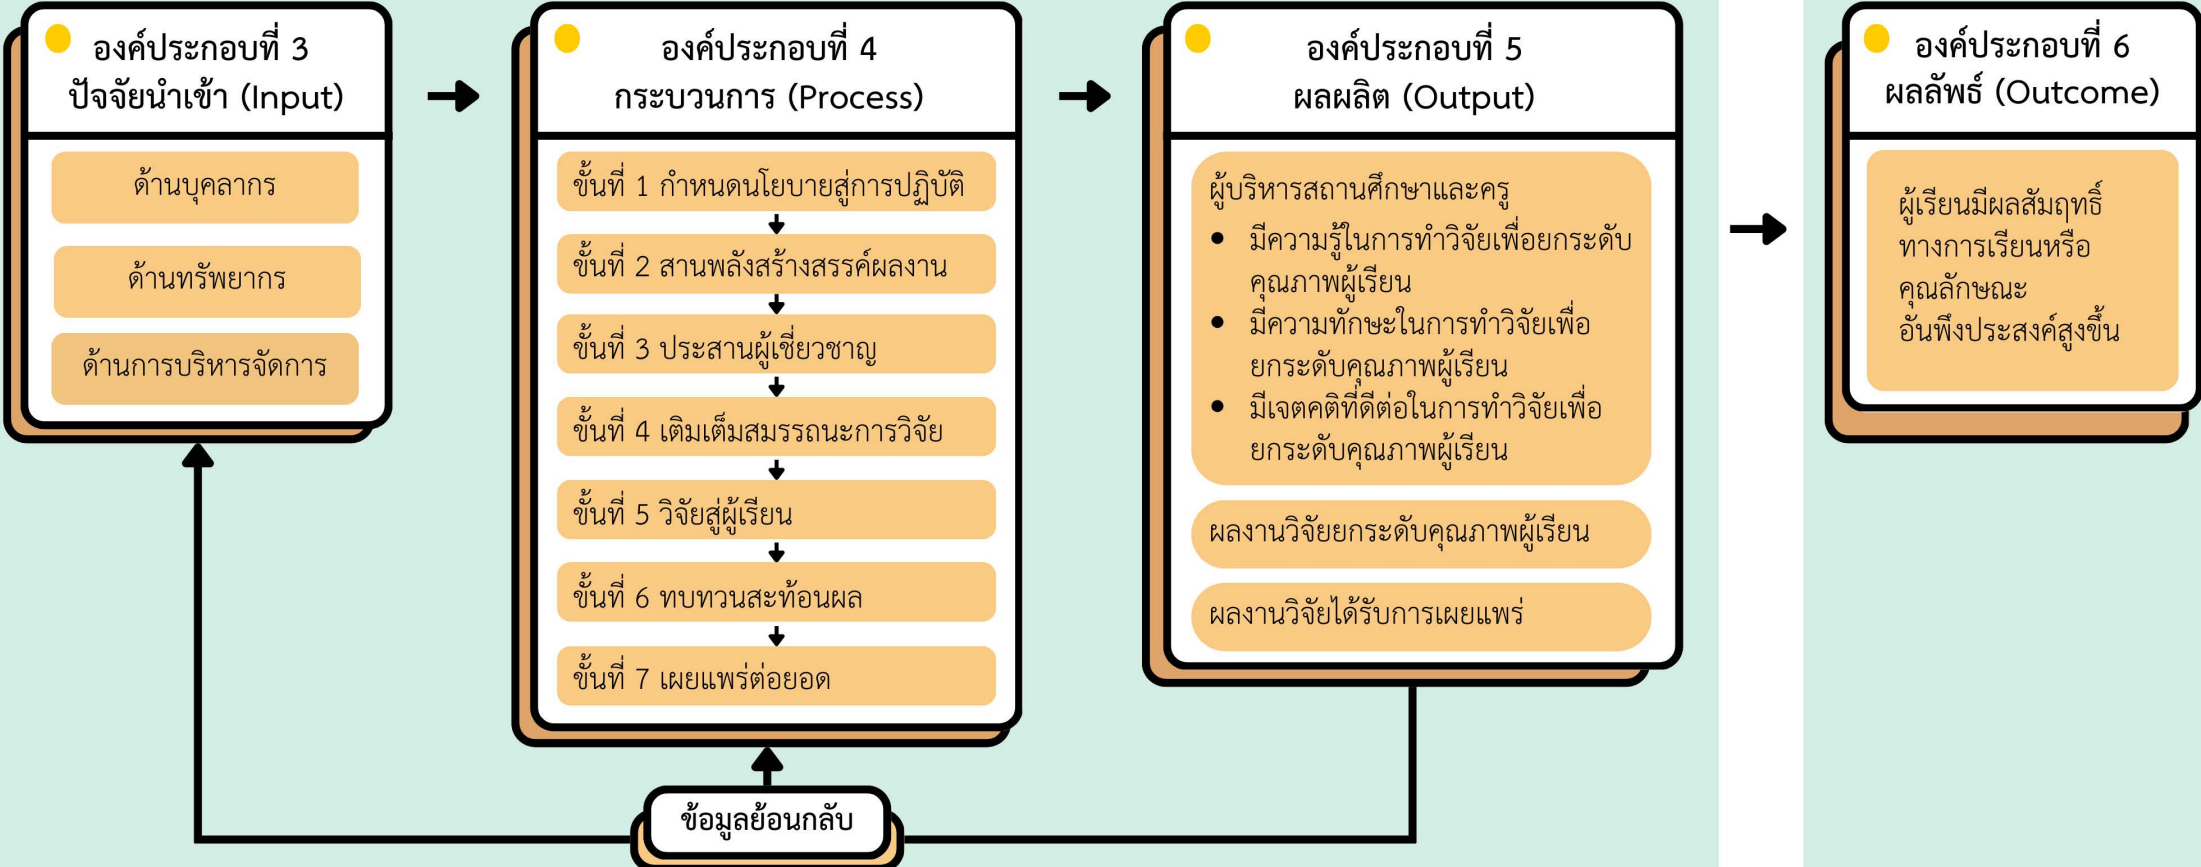 องค์ประกอบที่ 3
ปัจจัยนำเข้า (Input)
ด้านบุคลากร
ด้านทรัพยากร
ด้านการบริหารจัดการ
องค์ประกอบที่ 4
กระบวนการ (Process)
ขั้นที่ 1 กำหนดนโยบายสู่การปฏิบัติ
ขั้นที่ 2 สานพลังสร้างสรรค์ผลงาน
ขั้นที่ 3 ประสานผู้เชี่ยวชาญ
ขั้นที่ 4 เติมเต็มสมรรถนะการวิจัย
ขั้นที่ 5 วิจัยสู่ผู้เรียน
ขั้นที่ 6 ทบทวนสะท้อนผล
ขั้นที่ 7 เผยแพร่ต่อยอด
องค์ประกอบที่ 5
ผลผลิต (Output)
ผู้บริหารสถานศึกษาและครู
• มีความรู้ในการทำวิจัยเพื่อยกระดับ
คุณภาพผู้เรียน
• มีความทักษะในการทำวิจัยเพื่อ
ยกระดับคุณภาพผู้เรียน
• มีเจตคติที่ดีต่อในการทำวิจัยเพื่อ
ยกระดับคุณภาพผู้เรียน
ผลงานวิจัยยกระดับคุณภาพผู้เรียน
ผลงานวิจัยได้รับการเผยแพร่
องค์ประกอบที่ 6
ผลลัพธ์ (Outcome)
ผู้เรียนมีผลสัมฤทธิ์
ทางการเรียนหรือ
คุณลักษณะ
อันพึงประสงค์สูงขึ้น
ข้อมูลย้อนกลับ